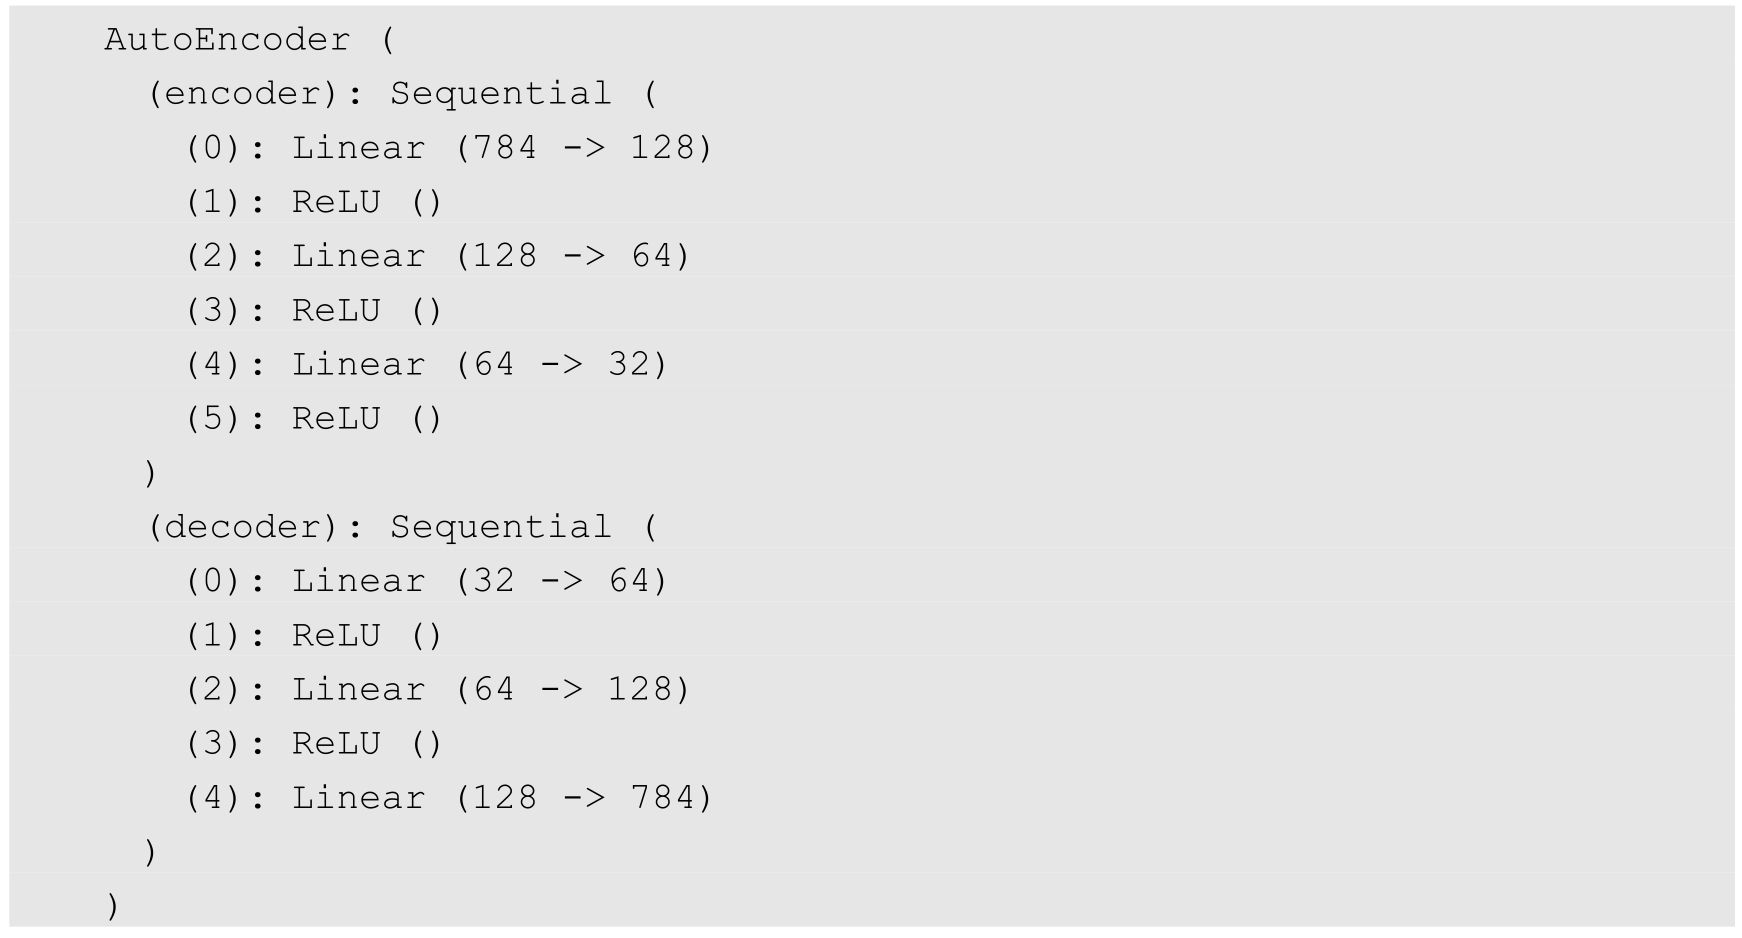 AutoEncoder (
(encoder): Sequential (
(0): Linear (784 -> 128)
(1): ReLU ()
(2): Linear (128 -> 64)
(3): ReLU ()
(4): Linear (64 -> 32)
(5): ReLU ()
)
(decoder): Sequential (
(0): Linear (32 -> 64)
(1): ReLU ()
(2): Linear (64 -> 128)
(3): ReLU ()
(4): Linear (128 -> 784)
)
)